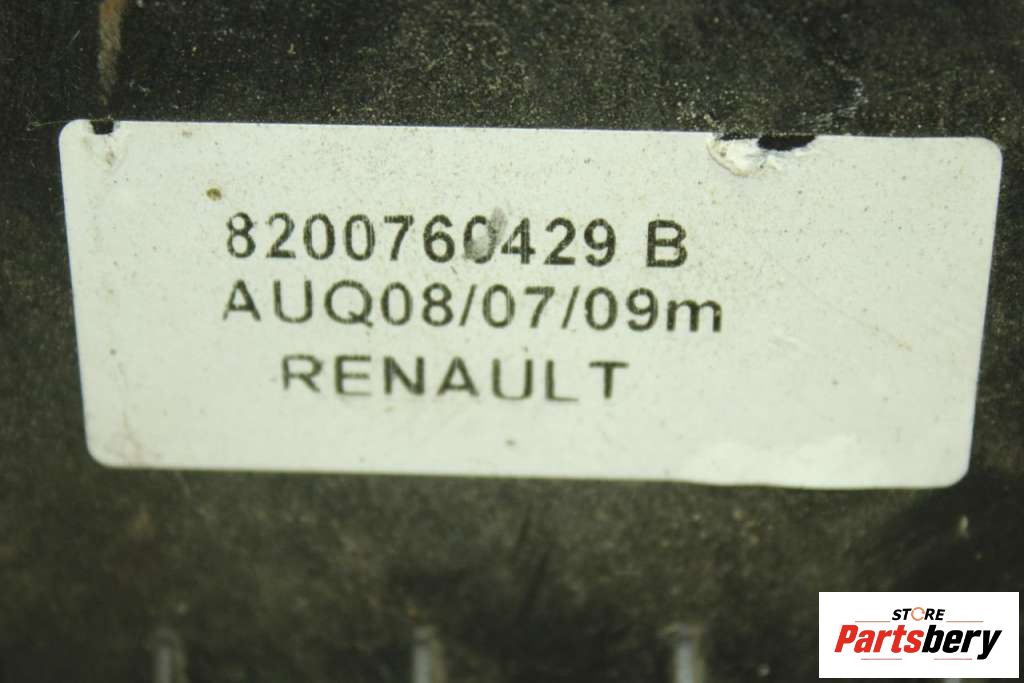 8200760429 B
AUQ08/07/09m
RENAULT
STORE
Partsbery